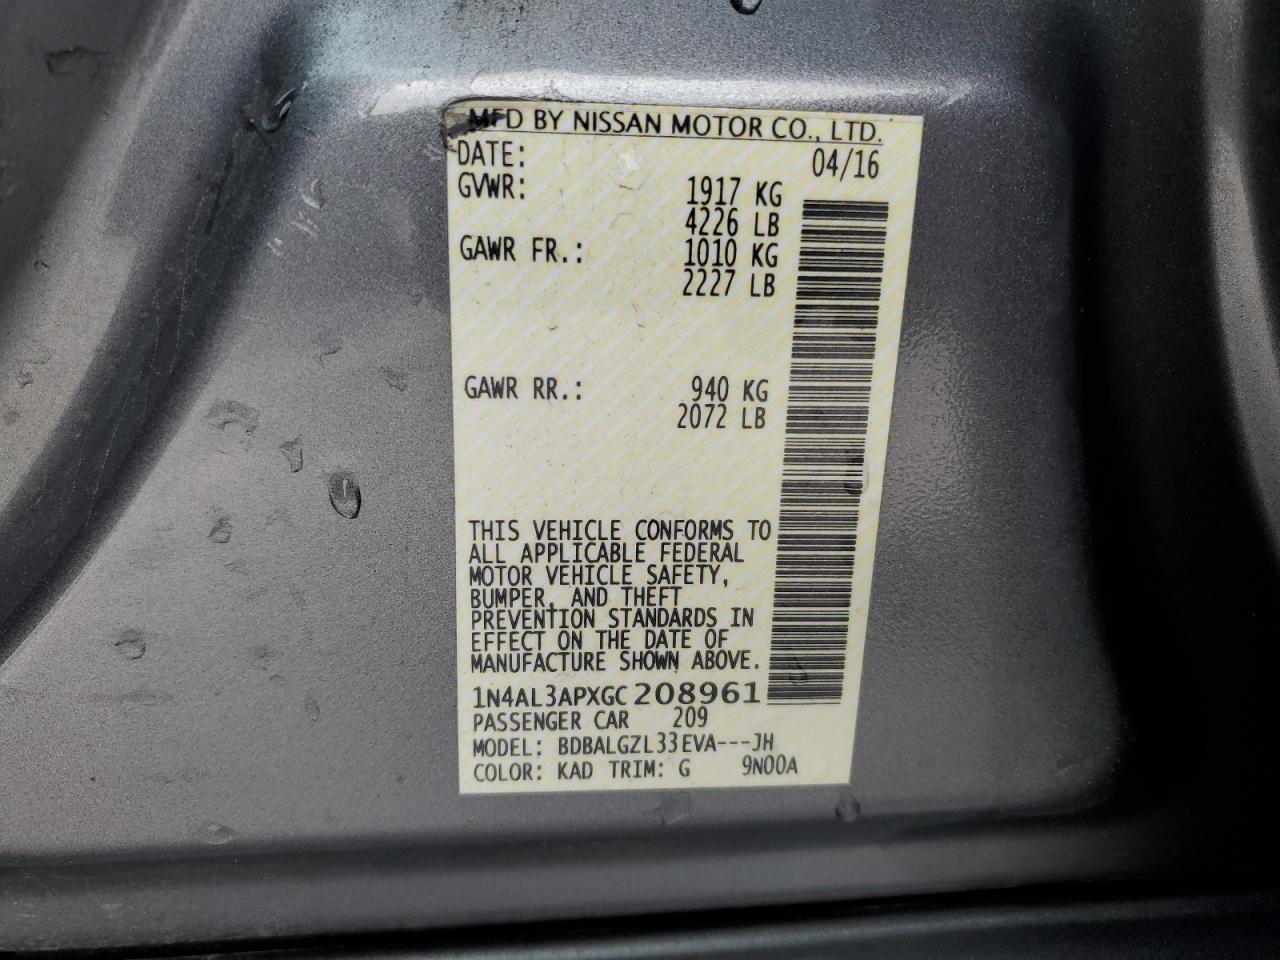 MFD BY NISSAN MOTOR CO., LTD.
DATE: 04/16
GVWR: 1917 KG
4226 LB
GAWR FR.: 1010 KG
2227 LB
GAWR RR.: 940 KG
2072 LB
THIS VEHICLE CONFORMS TO
ALL APPLICABLE FEDERAL
MOTOR VEHICLE SAFETY,
BUMPER, AND THEFT
PREVENTION STANDARDS IN
EFFECT ON THE DATE OF
MANUFACTURE SHOWN ABOVE.
1N4AL3APXGC208961
PASSENGER CAR 209
MODEL: BDBALGZL33EVA---JH
COLOR: KAD TRIM: G 9N00A